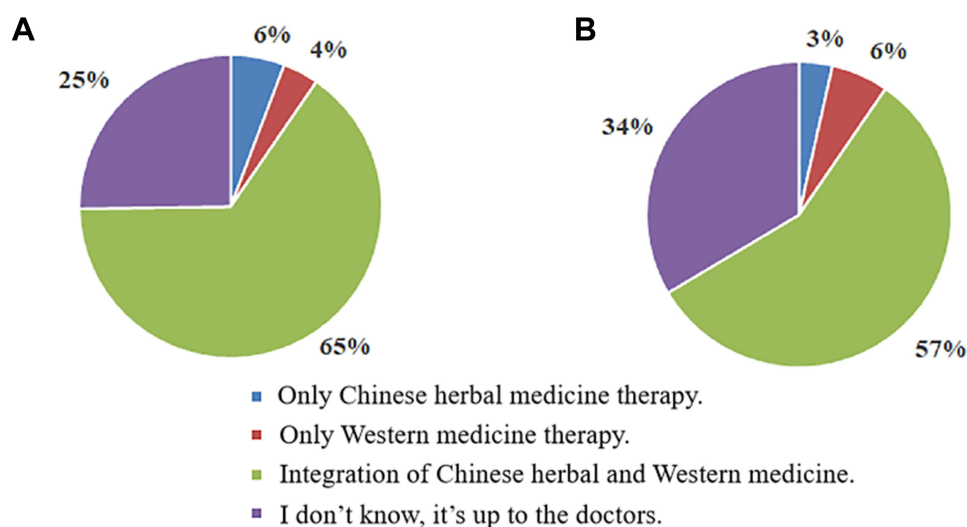 A
B
6%
4%
25%
65%
3%
6%
34%
57%
Only Chinese herbal medicine therapy.
Only Western medicine therapy.
Integration of Chinese herbal and Western medicine.
I don’t know, it’s up to the doctors.